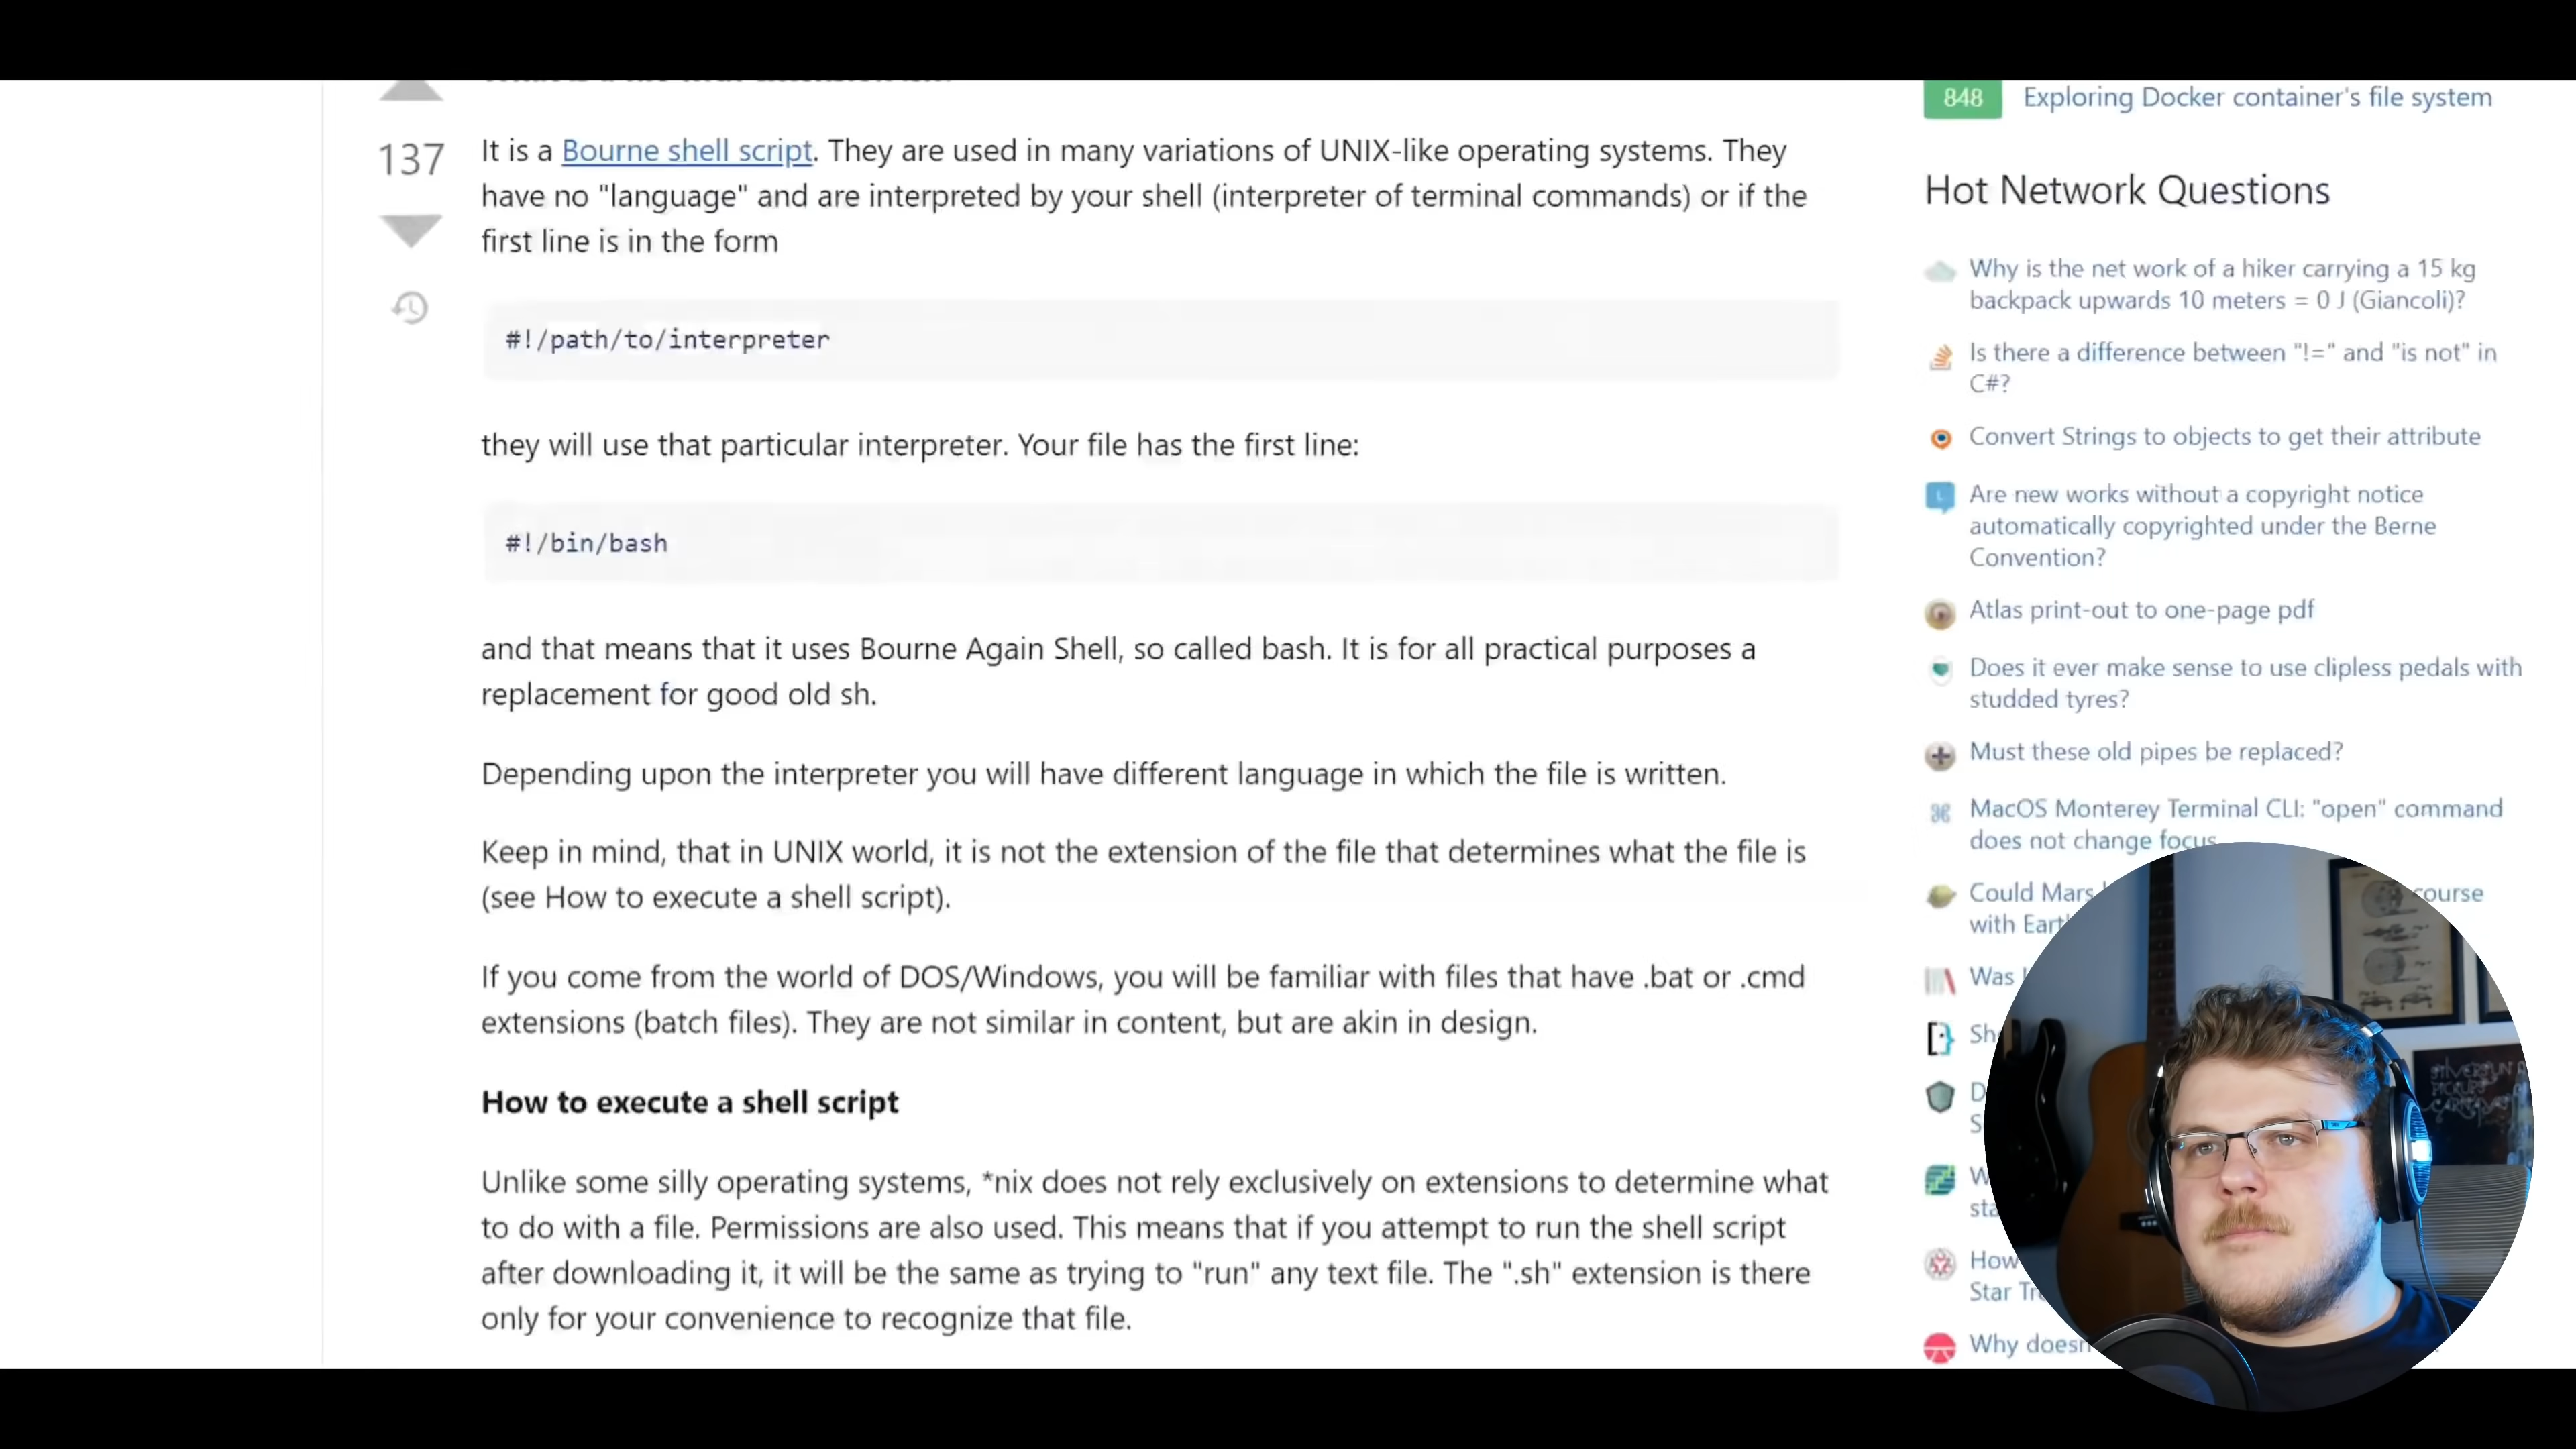 137
It is a Bourne shell script. They are used in many variations of UNIX-like operating systems. They
have no "language" and are interpreted by your shell (interpreter of terminal commands) or if the
first line is in the form
#!/path/to/interpreter
they will use that particular interpreter. Your file has the first line:
#!/bin/bash
and that means that it uses Bourne Again Shell, so called bash. It is for all practical purposes a
replacement for good old sh.
Depending upon the interpreter you will have different language in which the file is written.
Keep in mind, that in UNIX world, it is not the extension of the file that determines what the file is
(see How to execute a shell script).
If you come from the world of DOS/Windows, you will be familiar with files that have .bat or .cmd
extensions (batch files). They are not similar in content, but are akin in design.
How to execute a shell script
Unlike some silly operating systems, *nix does not rely exclusively on extensions to determine what
to do with a file. Permissions are also used. This means that if you attempt to run the shell script
after downloading it, it will be the same as trying to "run" any text file. The ".sh" extension is there
only for your convenience to recognize that file.
848 Exploring Docker container's file system
Hot Network Questions
Why is the net work of a hiker carrying a 15 kg
backpack upwards 10 meters = 0 J (Giancoli)?
Is there a difference between "!=" and "is not" in
C#?
Convert Strings to objects to get their attribute
Are new works without a copyright notice
automatically copyrighted under the Berne
Convention?
Atlas print-out to one-page pdf
Does it ever make sense to use clipless pedals with
studded tyres?
Must these old pipes be replaced?
MacOS Monterey Terminal CLI: "open" command
does not change focus
Could Mars course
with
Was
How
Star
Why